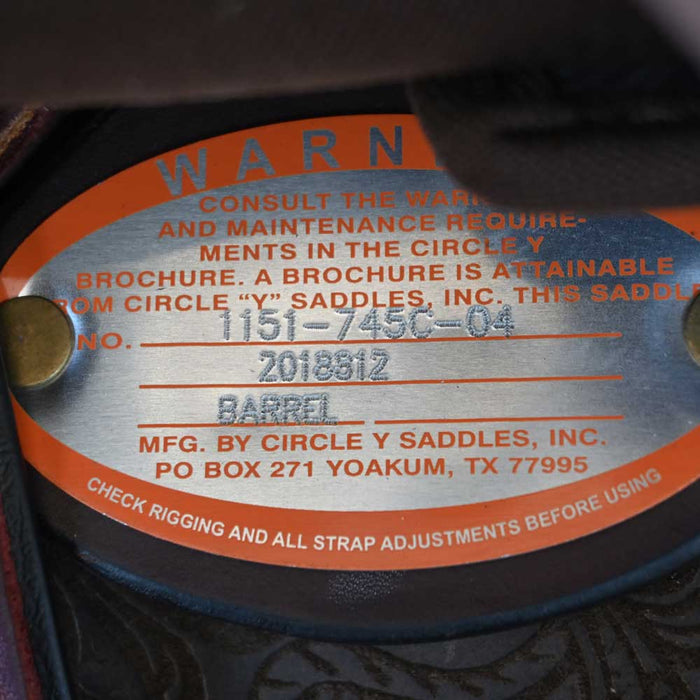 CONSULT THE
AND MAINTENANCE REQUIRE-
MENTS IN THE CIRCLE Y
BROCHURE. A BROCHURE IS ATTAINABLE
CIRCLE “Y” SADDLES, INC. THIS
NO. 1151-745C-04
2018812
BARREL
MFG. BY CIRCLE Y SADDLES, INC.
PO BOX 271 YOAKUM, TX 77995
CHECK RIGGING AND ALL STRAP ADJUSTMENTS BEFORE USING